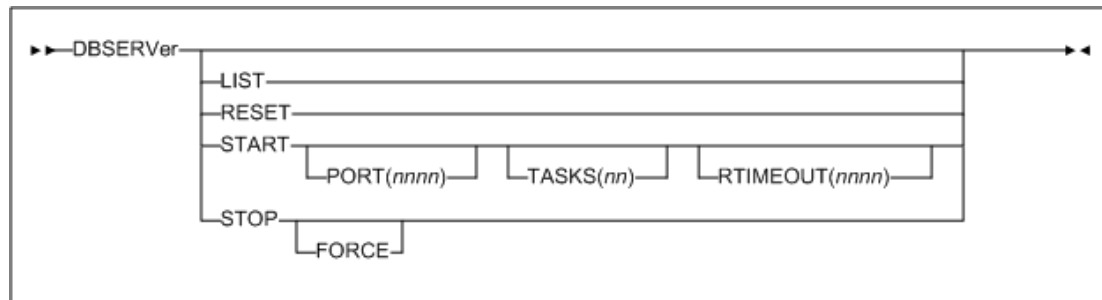 DBSERVer
LIST
RESET
START
PORT(nnnn) TASKS(nn) RTIMEOUT(nnnn)
STOP
FORCE